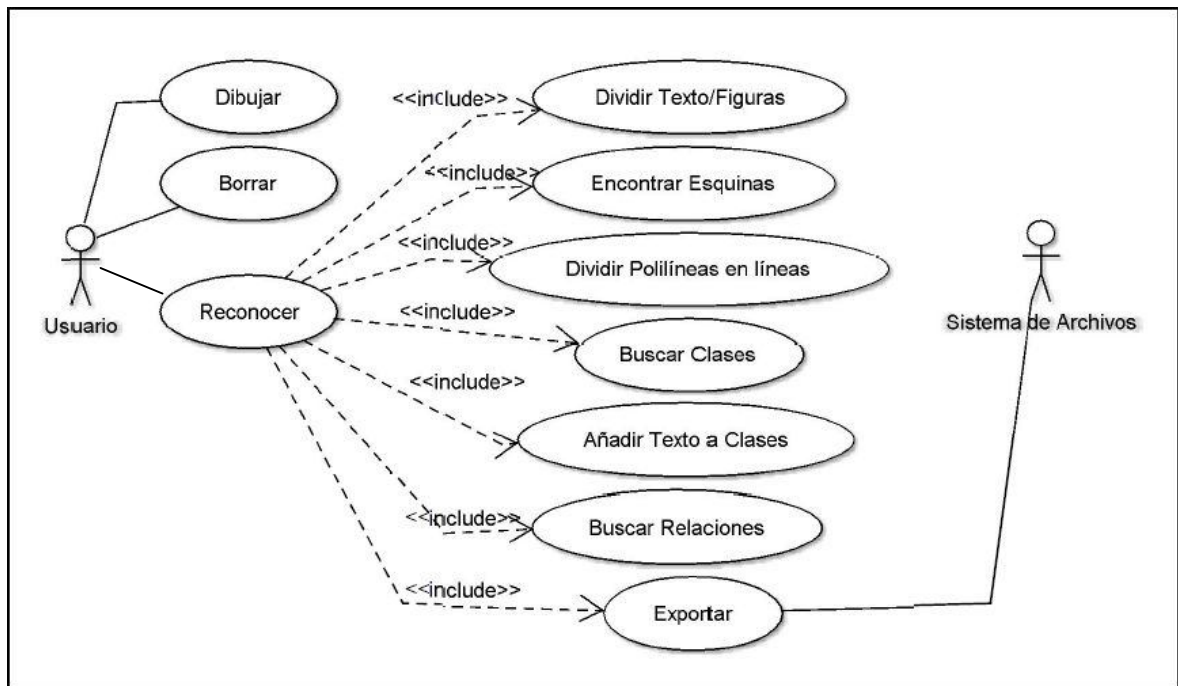 Dibujar
<<include>>
Dividir Texto/Figuras
Borrar
<<include>>
Encontrar Esquinas
<<include>>
Dividir Polilíneas en líneas
Usuario
Reconocer
<<include>>
Buscar Clases
Sistema de Archivos
<<include>>
Añadir Texto a Clases
<<include>>
Buscar Relaciones
<<include>>
Exportar